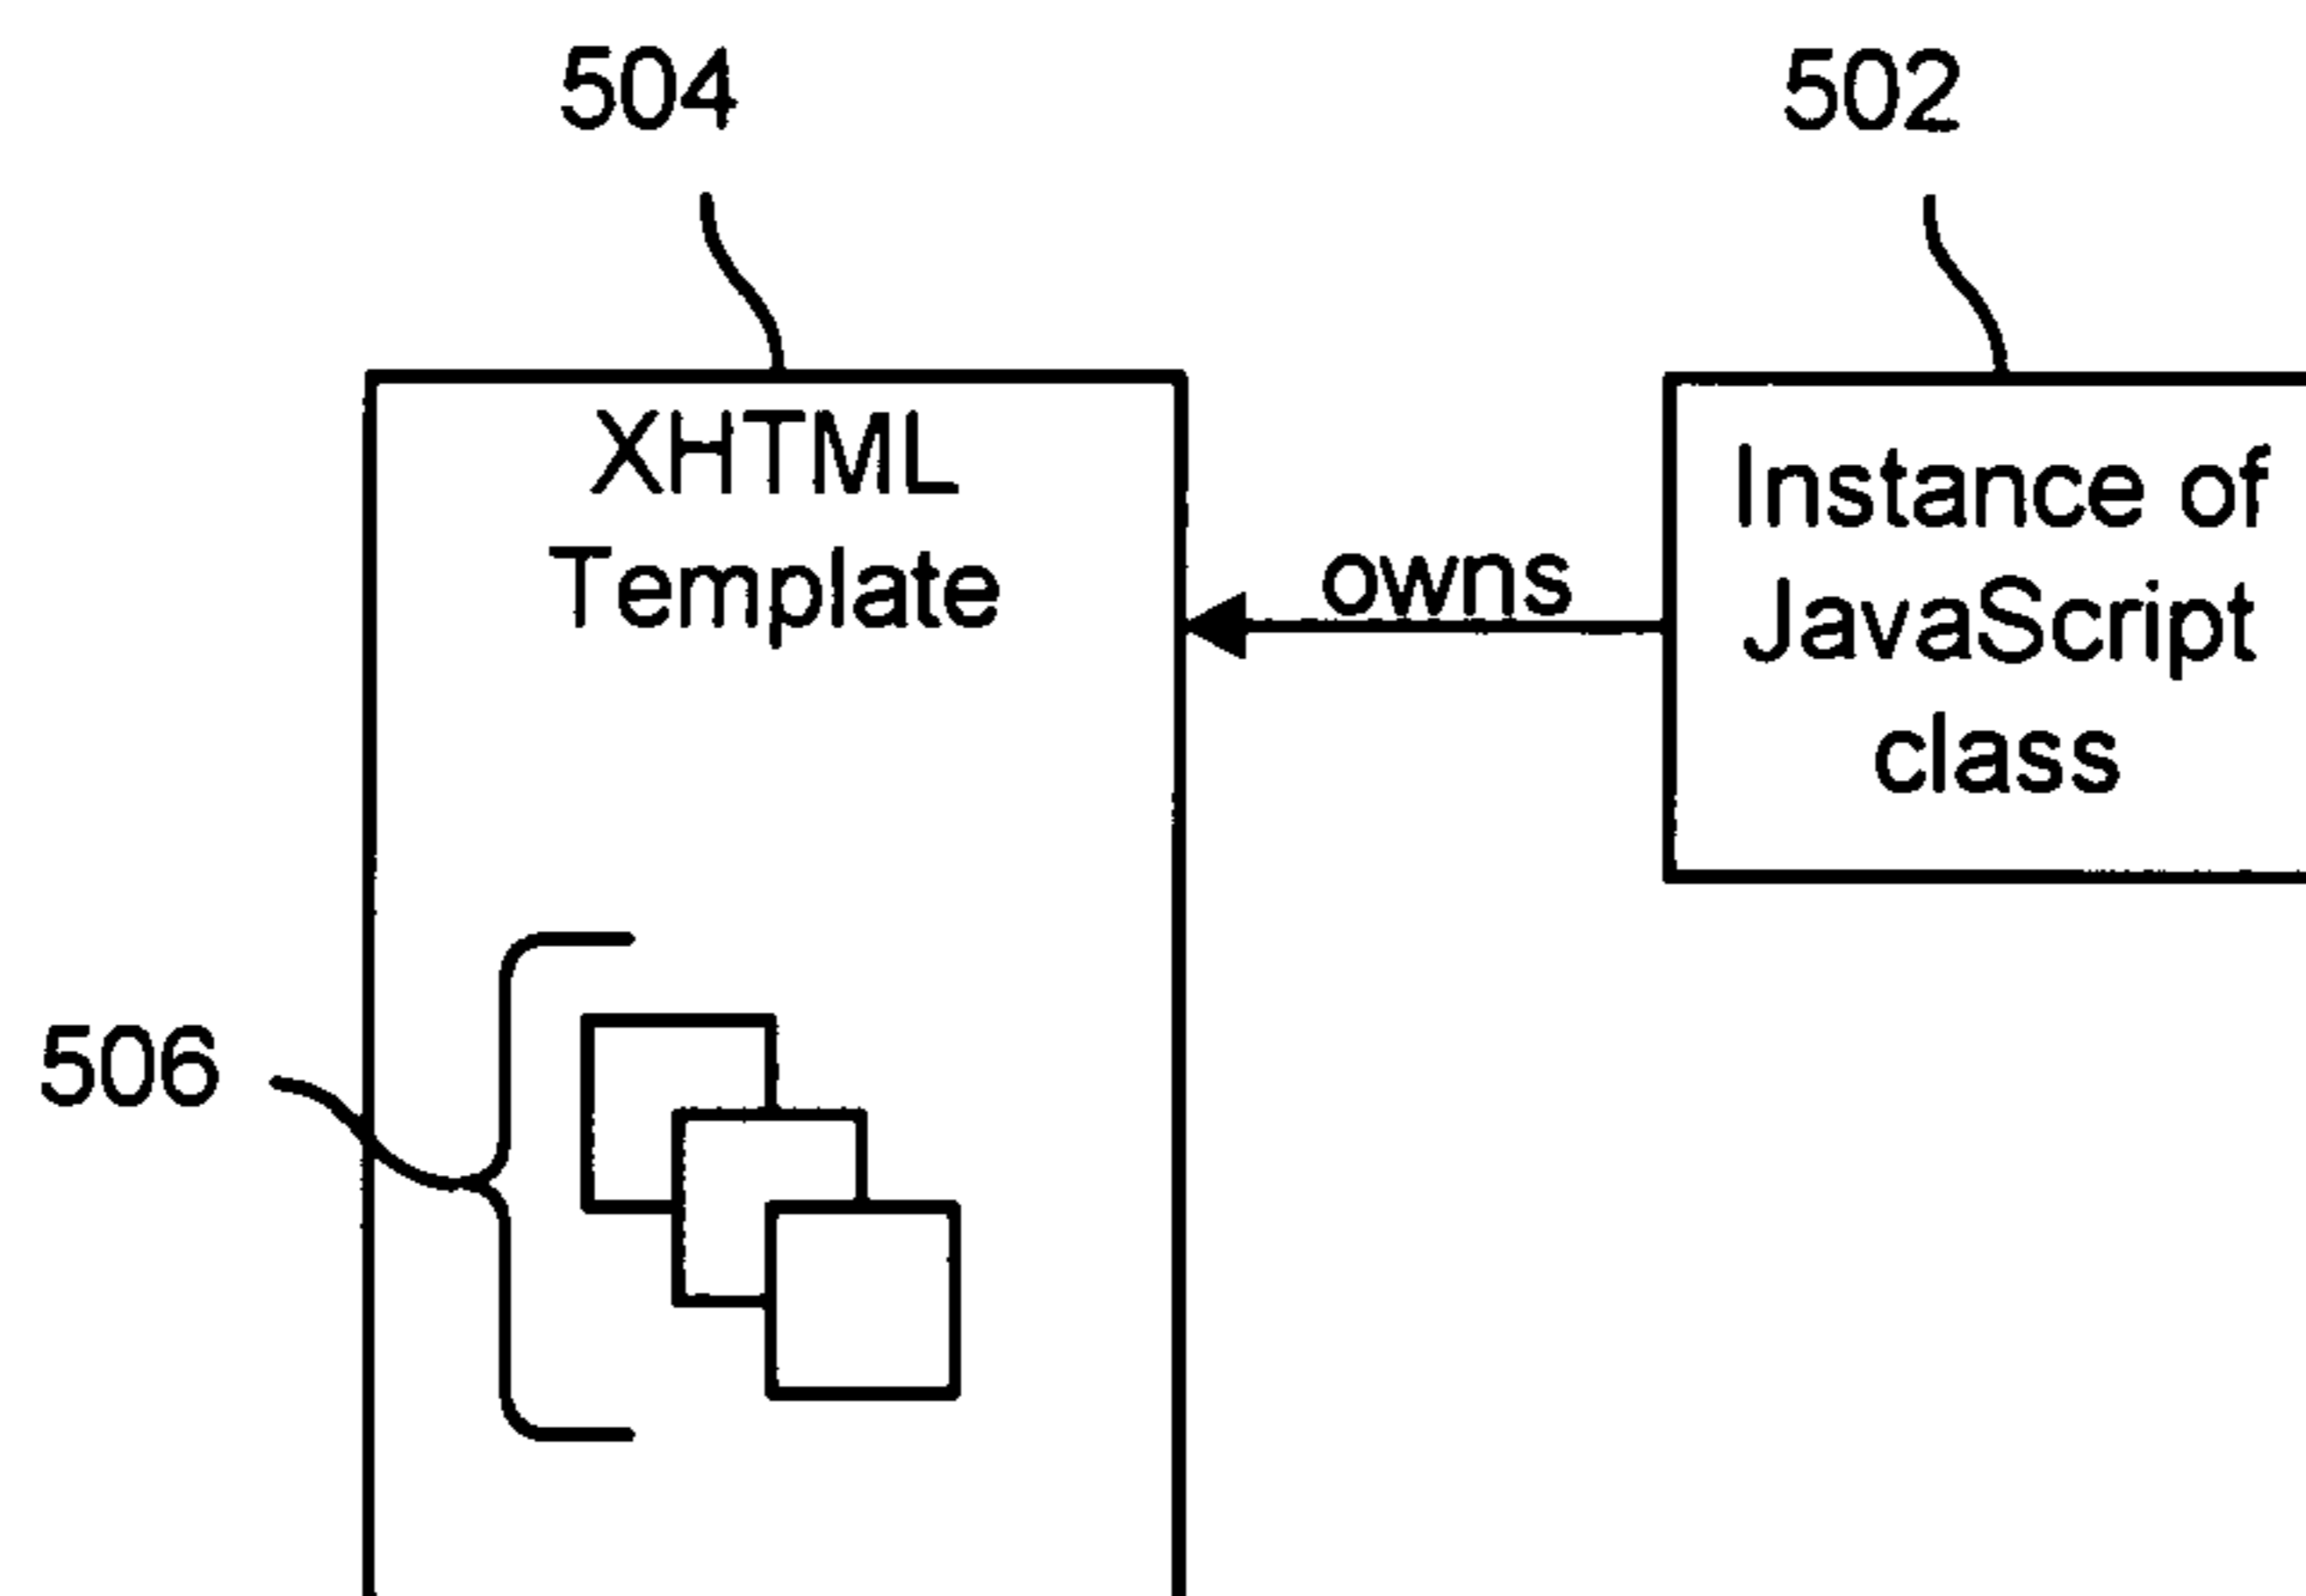 504
502
XHTML
Template
owns
Instance of
JavaScript
class
506